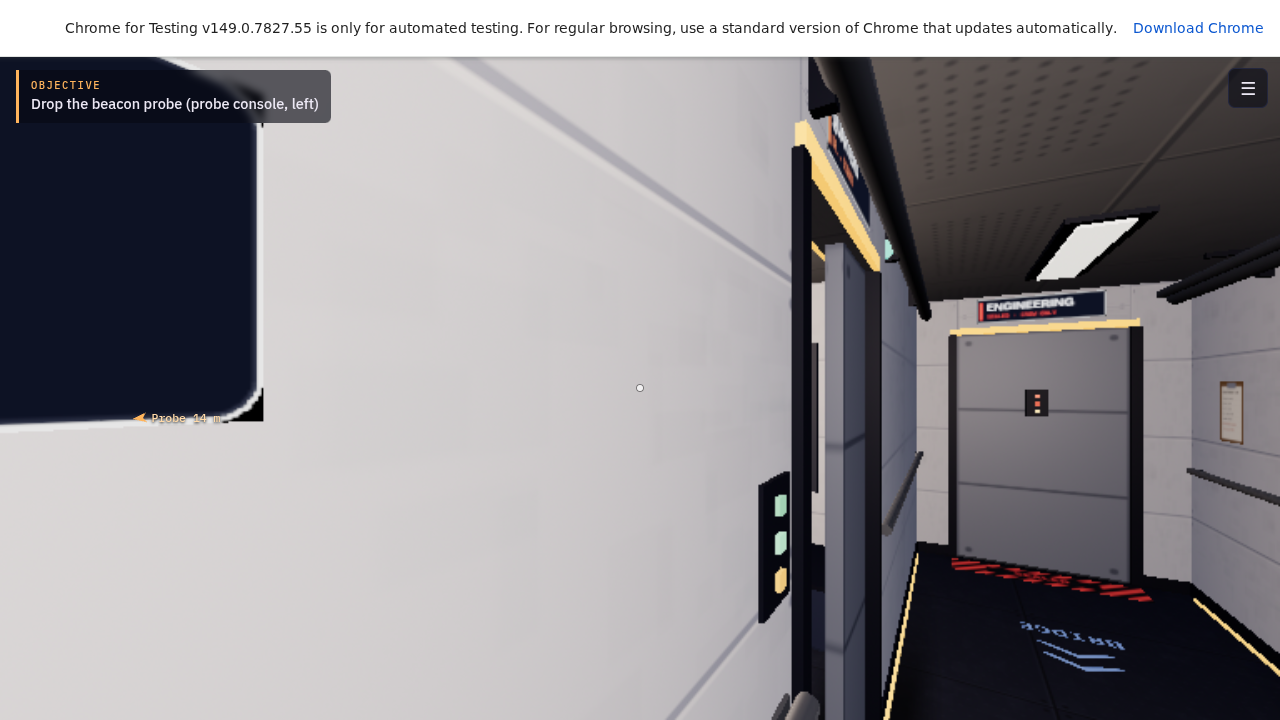 Chrome for Testing v149.0.7827.55 is only for automated testing. For regular browsing, use a standard version of Chrome that updates automatically. Download Chrome
OBJECTIVE
Drop the beacon probe (probe console, left)
ENGINEERING
Probe 14 m
BRIDGE